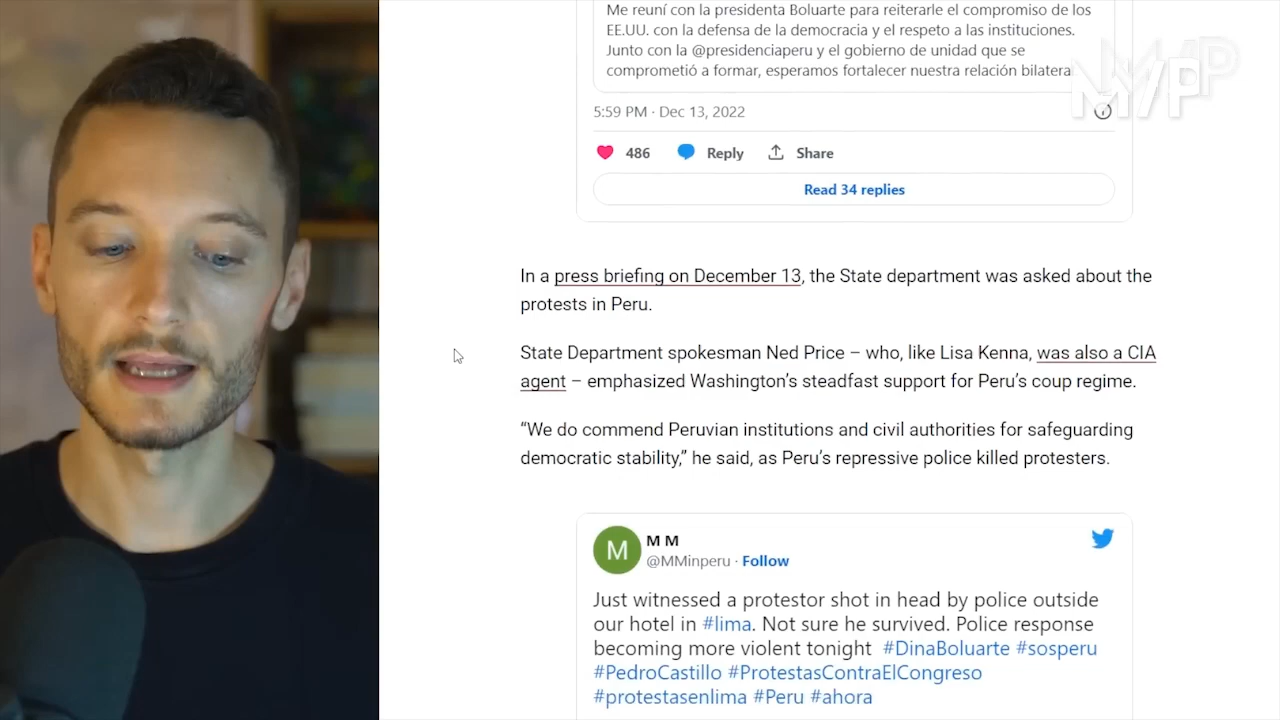 Me reuní con la presidenta Boluarte para reiterarle el compromiso de los
EE.UU. con la defensa de la democracia y el respeto a las instituciones.
Junto con la @presidenciaperu y el gobierno de unidad que se
comprometió a formar, esperamos fortalecer nuestra relación bilateral
MVP
5:59 PM · Dec 13, 2022
486 Reply Share
Read 34 replies
In a press briefing on December 13, the State department was asked about the
protests in Peru.
State Department spokesman Ned Price – who, like Lisa Kenna, was also a CIA
agent – emphasized Washington’s steadfast support for Peru’s coup regime.
“We do commend Peruvian institutions and civil authorities for safeguarding
democratic stability,” he said, as Peru’s repressive police killed protesters.
M
M M
@MMinperu · Follow
Just witnessed a protestor shot in head by police outside
our hotel in #lima. Not sure he survived. Police response
becoming more violent tonight #DinaBoluarte #sosperu
#PedroCastillo #ProtestasContraElCongreso
#protestasenlima #Peru #ahora